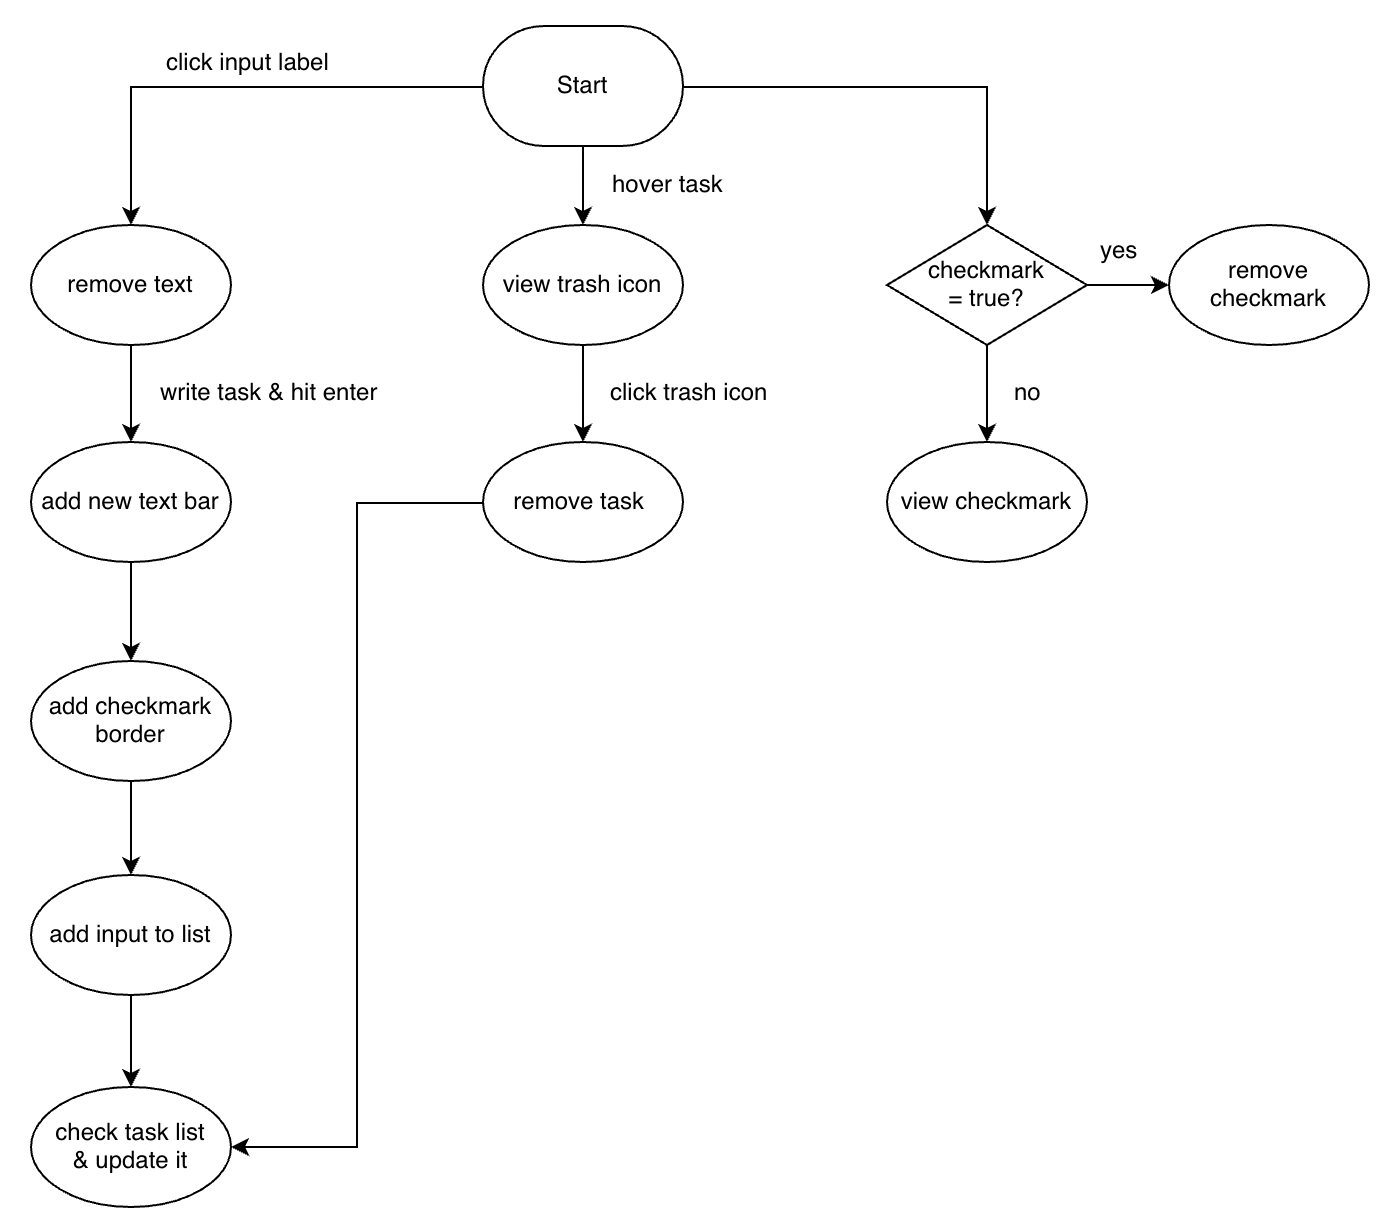 click input label
Start
hover task
remove text
view trash icon
checkmark
= true?
yes
remove
checkmark
write task & hit enter
click trash icon
no
add new text bar
remove task
view checkmark
add checkmark
border
add input to list
check task list
& update it